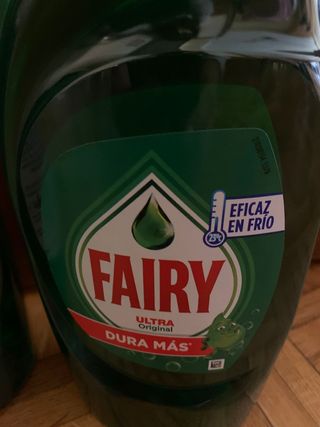 EFICAZ
EN FRÍO
FAIRY
ULTRA
Original
DURA MÁS*